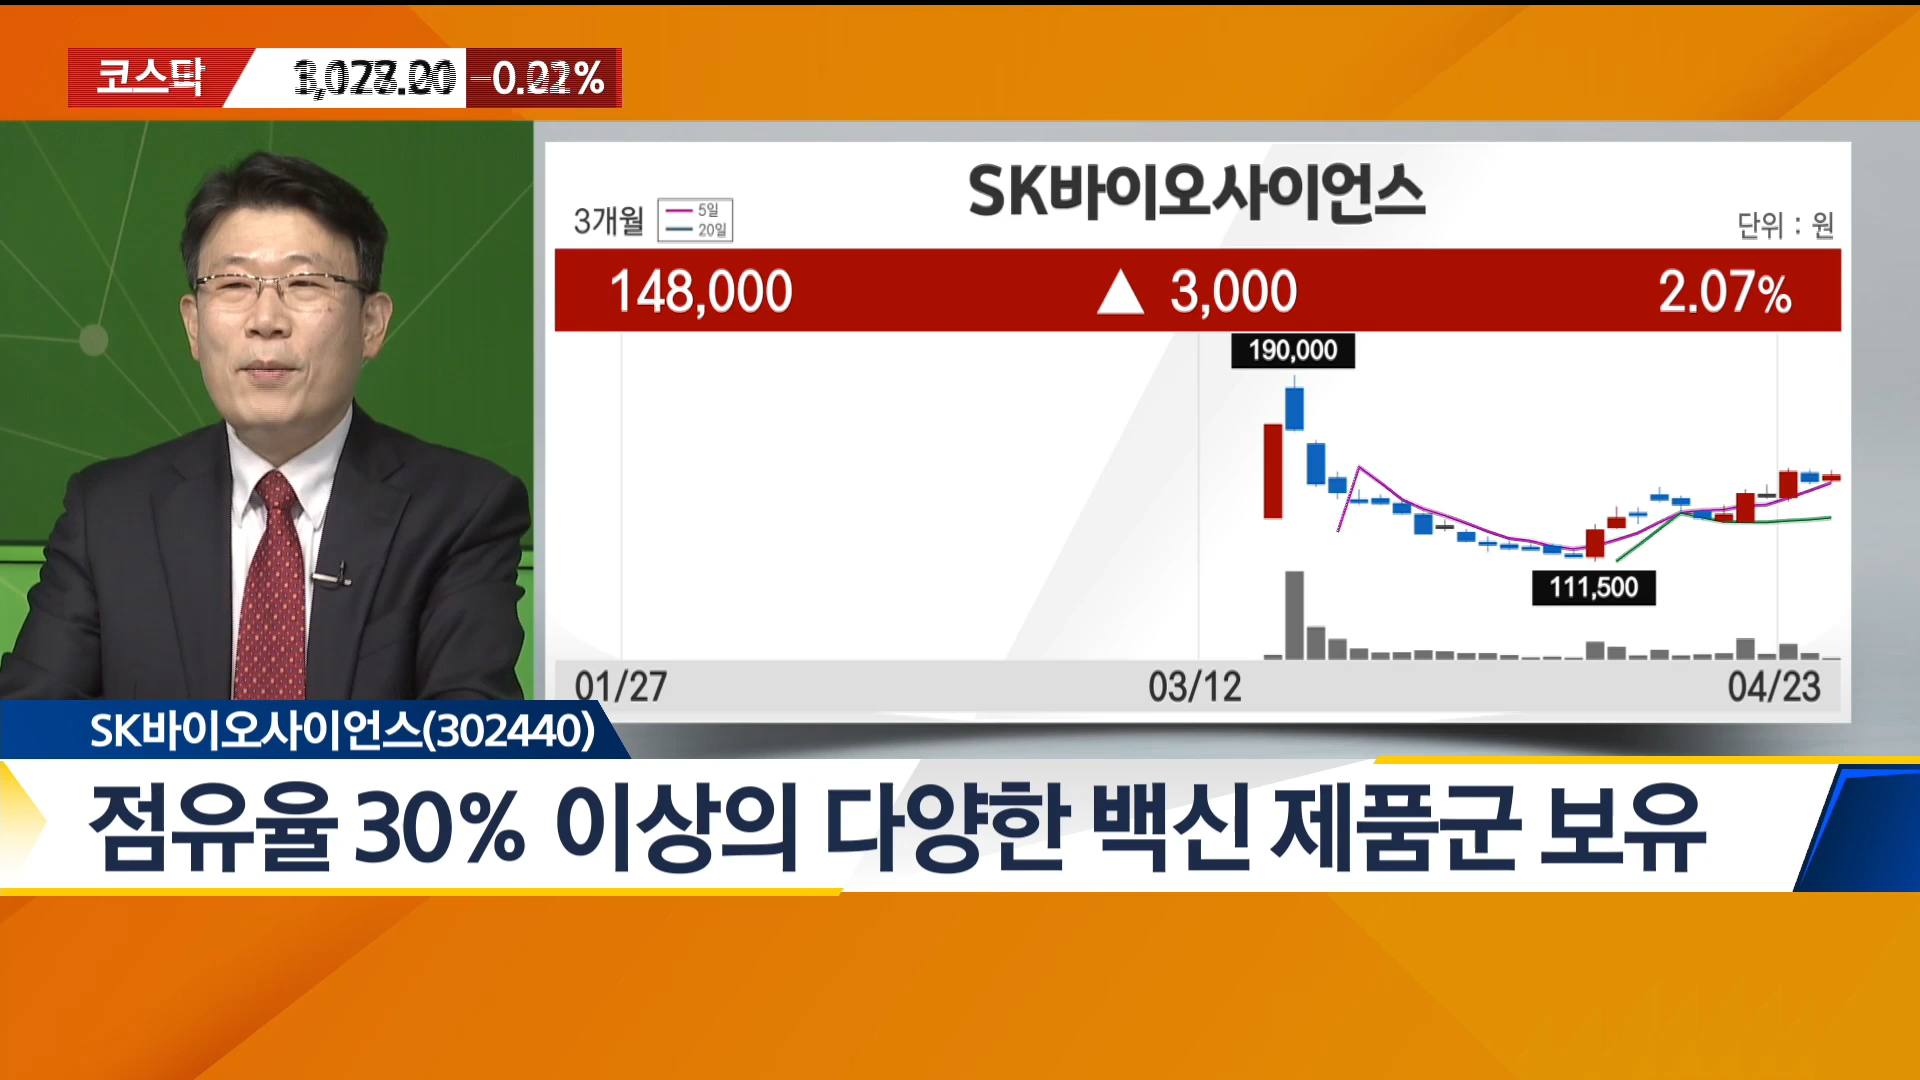 코스닥
SK바이오사이언스
3개월
5일
20일
단위 : 원
148,000 ▲ 3,000 2.07%
190,000
111,500
01/27 03/12 04/23
SK바이오사이언스(302440)
점유율 30% 이상의 다양한 백신 제품군 보유